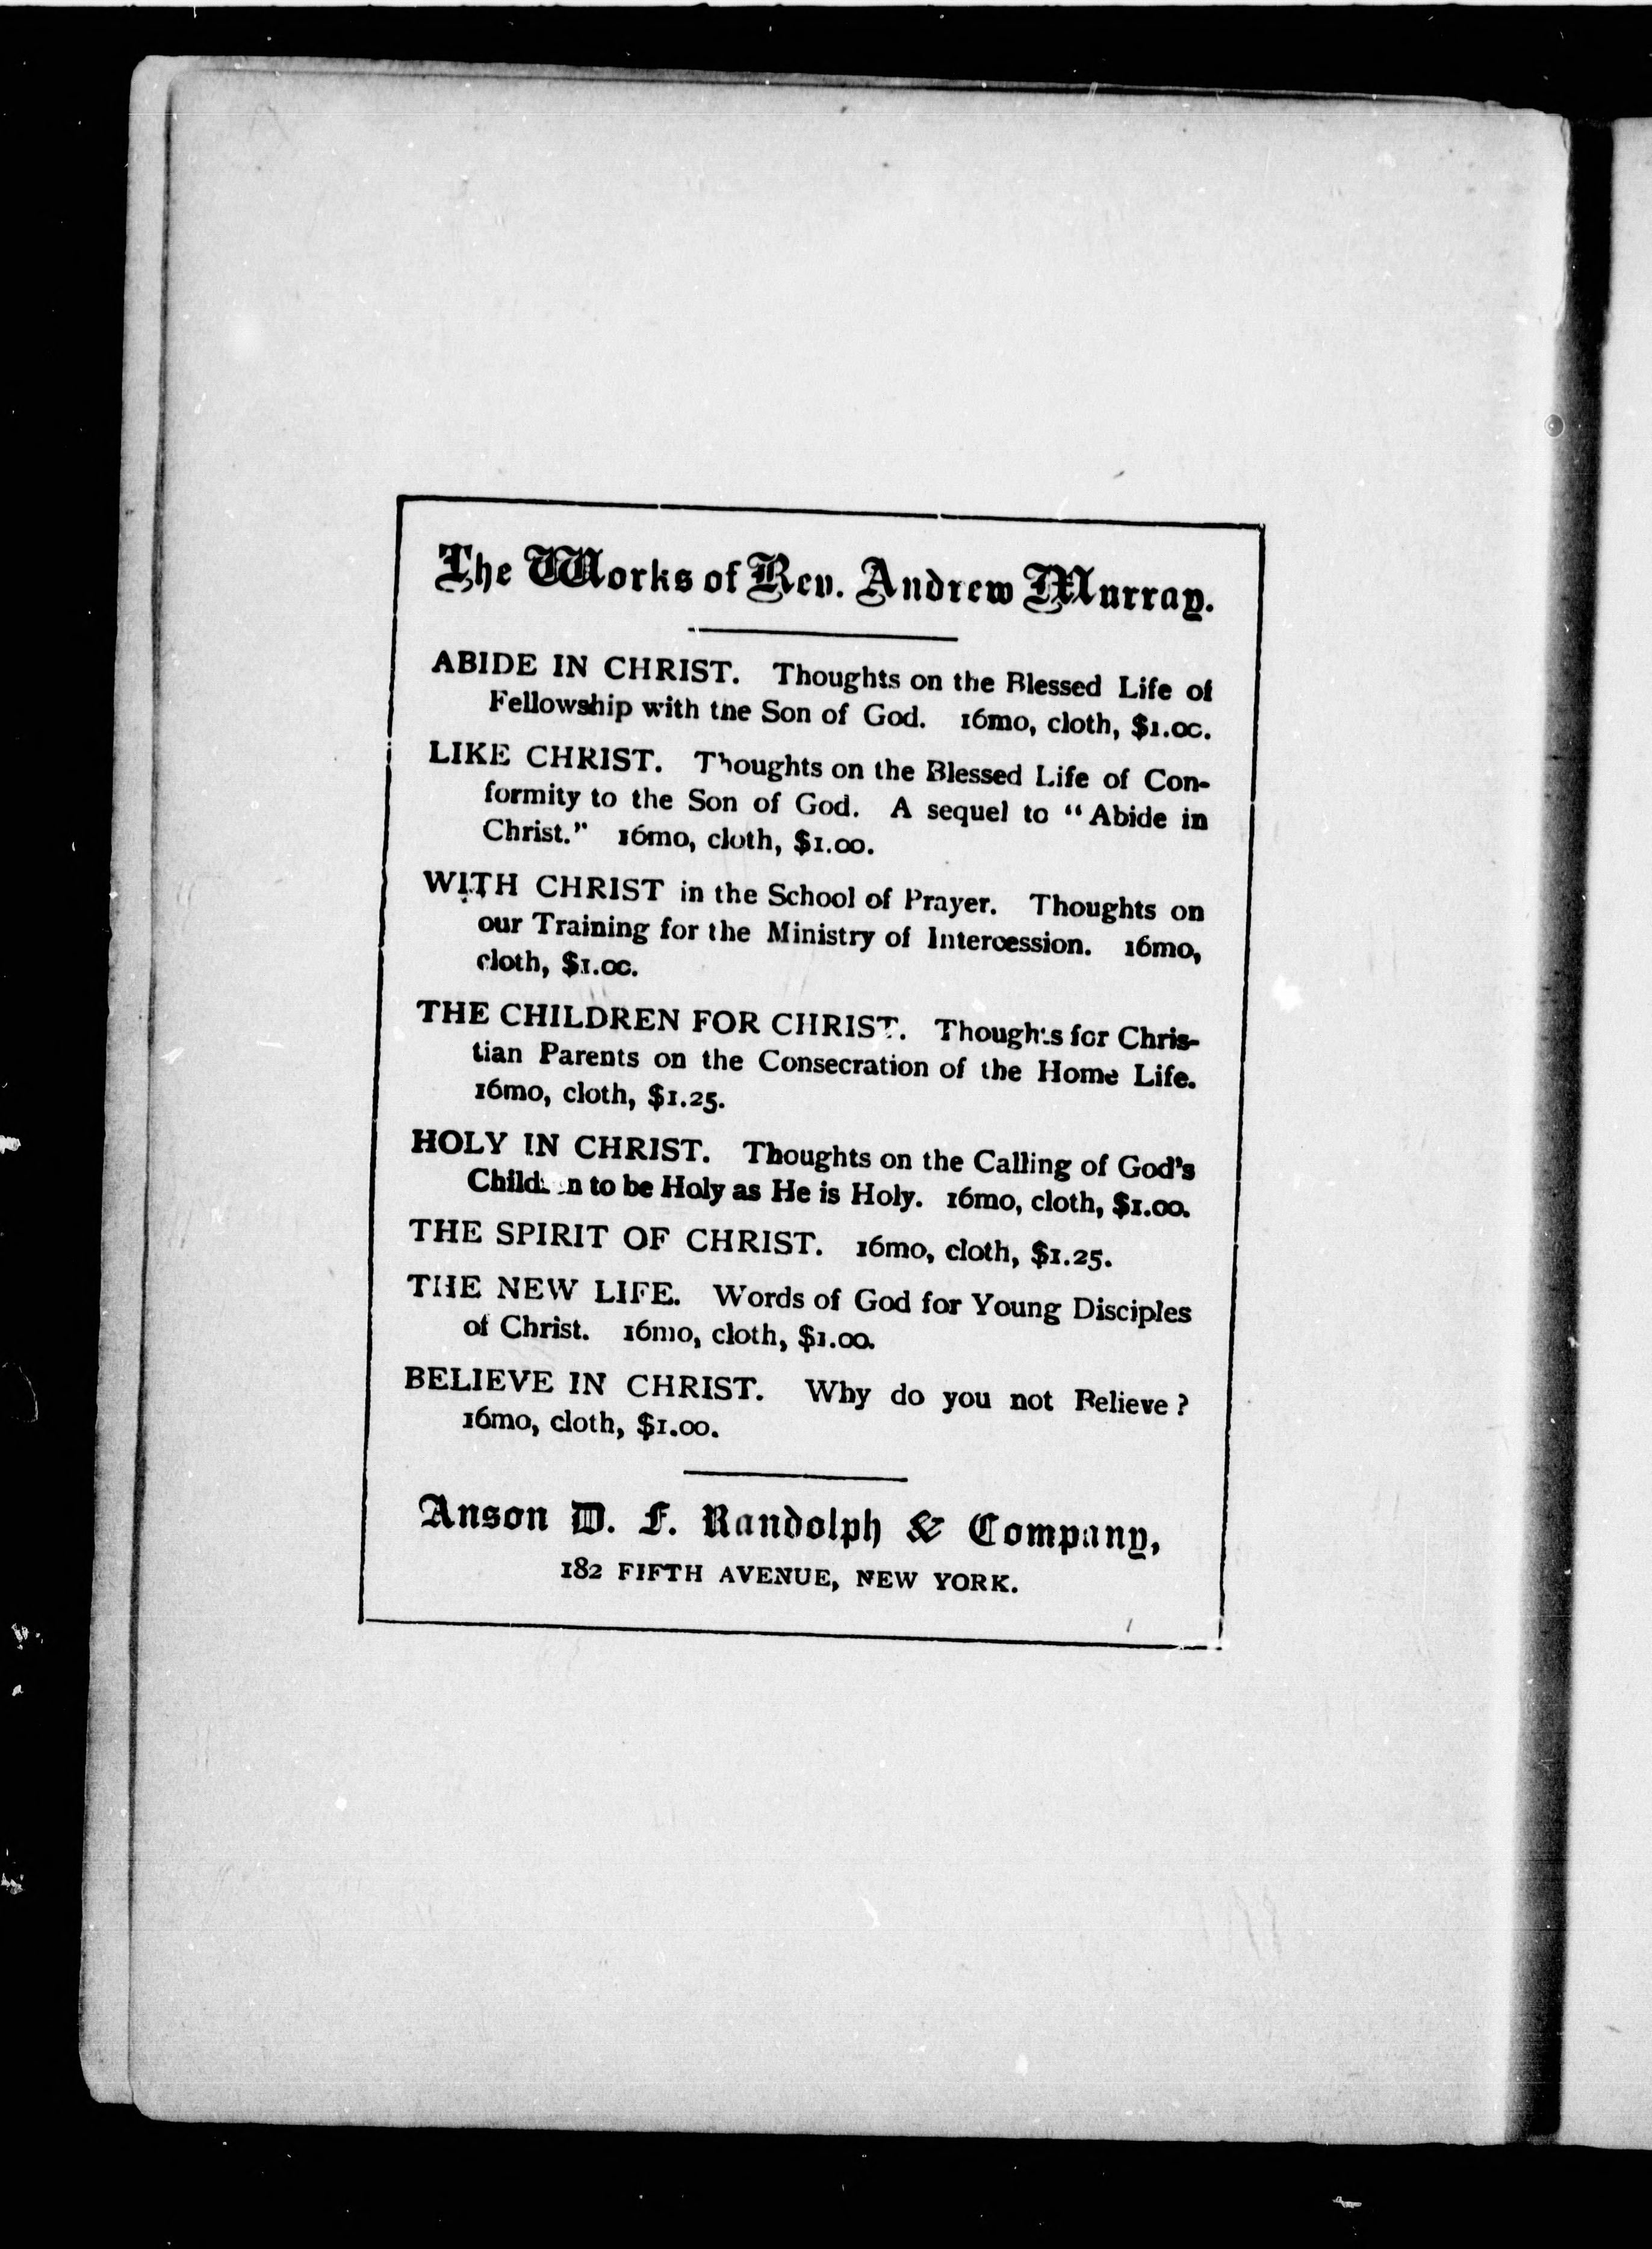 The Works of Rev. Andrew Murray.
ABIDE IN CHRIST. Thoughts on the Blessed Life of
Fellowship with the Son of God. 16mo, cloth, $1.00.
LIKE CHRIST. Thoughts on the Blessed Life of Con-
formity to the Son of God. A sequel to "Abide in
Christ." 16mo, cloth, $1.00.
WITH CHRIST in the School of Prayer. Thoughts on
our Training for the Ministry of Intercession. 16mo,
cloth, $1.00.
THE CHILDREN FOR CHRIST. Thoughts for Chris-
tian Parents on the Consecration of the Home Life.
16mo, cloth, $1.25.
HOLY IN CHRIST. Thoughts on the Calling of God's
Children to be Holy as He is Holy. 16mo, cloth, $1.00.
THE SPIRIT OF CHRIST. 16mo, cloth, $1.25.
THE NEW LIFE. Words of God for Young Disciples
of Christ. 16mo, cloth, $1.00.
BELIEVE IN CHRIST. Why do you not Believe?
16mo, cloth, $1.00.
Anson D. F. Randolph & Company,
182 FIFTH AVENUE, NEW YORK.